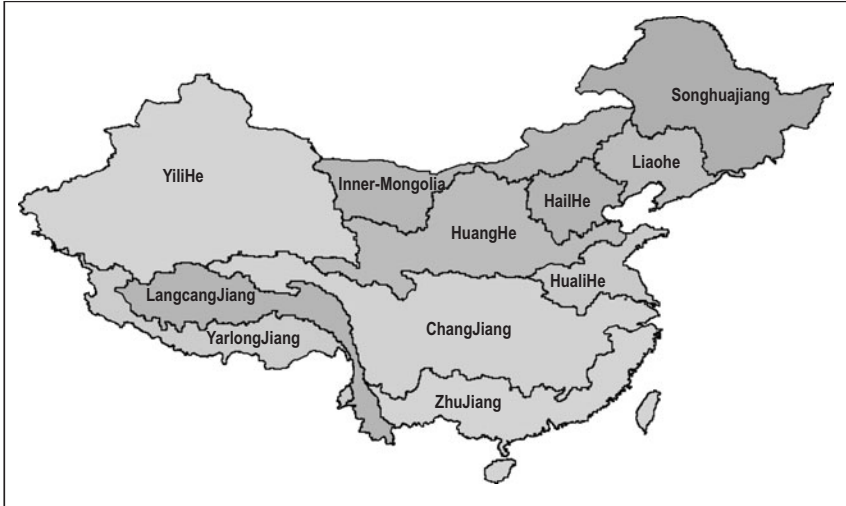 Songhuajiang
Liaohe
YiliHe
Inner-Mongolia
HailHe
HuangHe
HualiHe
LangcangJiang
ChangJiang
YarlongJiang
ZhuJiang